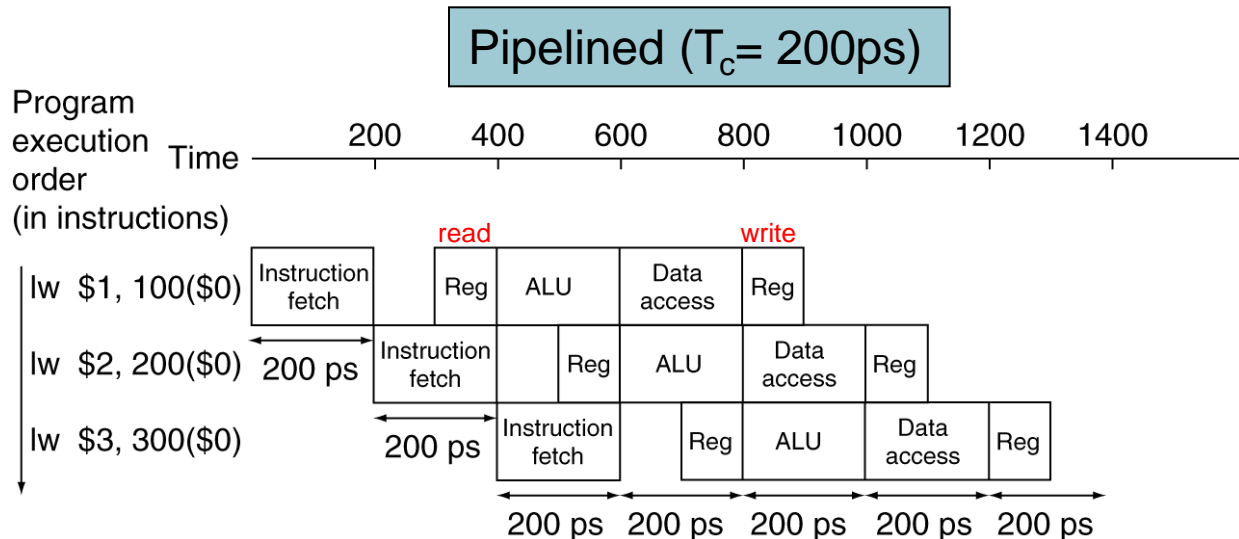 Pipelined (Tc= 200ps)
Program
execution
order
(in instructions)
Time
200 400 600 800 1000 1200 1400
read write
lw $1, 100($0) Instruction fetch Reg ALU Data access Reg
200 ps
lw $2, 200($0) Instruction fetch Reg ALU Data access Reg
200 ps
lw $3, 300($0) Instruction fetch Reg ALU Data access Reg
200 ps 200 ps 200 ps 200 ps 200 ps